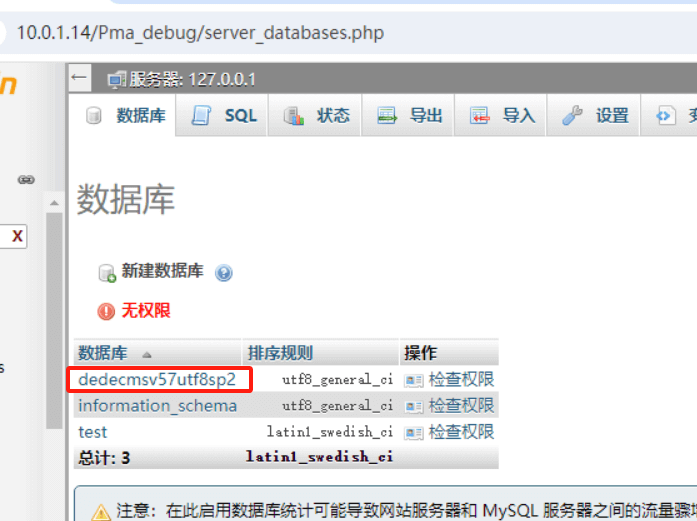 10.0.1.14/Pma_debug/server_databases.php
服务器: 127.0.0.1
数据库 SQL 状态 导出 导入 设置
数据库
X
新建数据库
无权限
数据库 排序规则 操作
dedecmsv57utf8sp2 utf8_general_ci 检查权限
information_schema utf8_general_ci 检查权限
test latin1_swedish_ci 检查权限
总计: 3 latin1_swedish_ci
注意：在此启用数据库统计可能导致网站服务器和 MySQL 服务器之间的流量骤